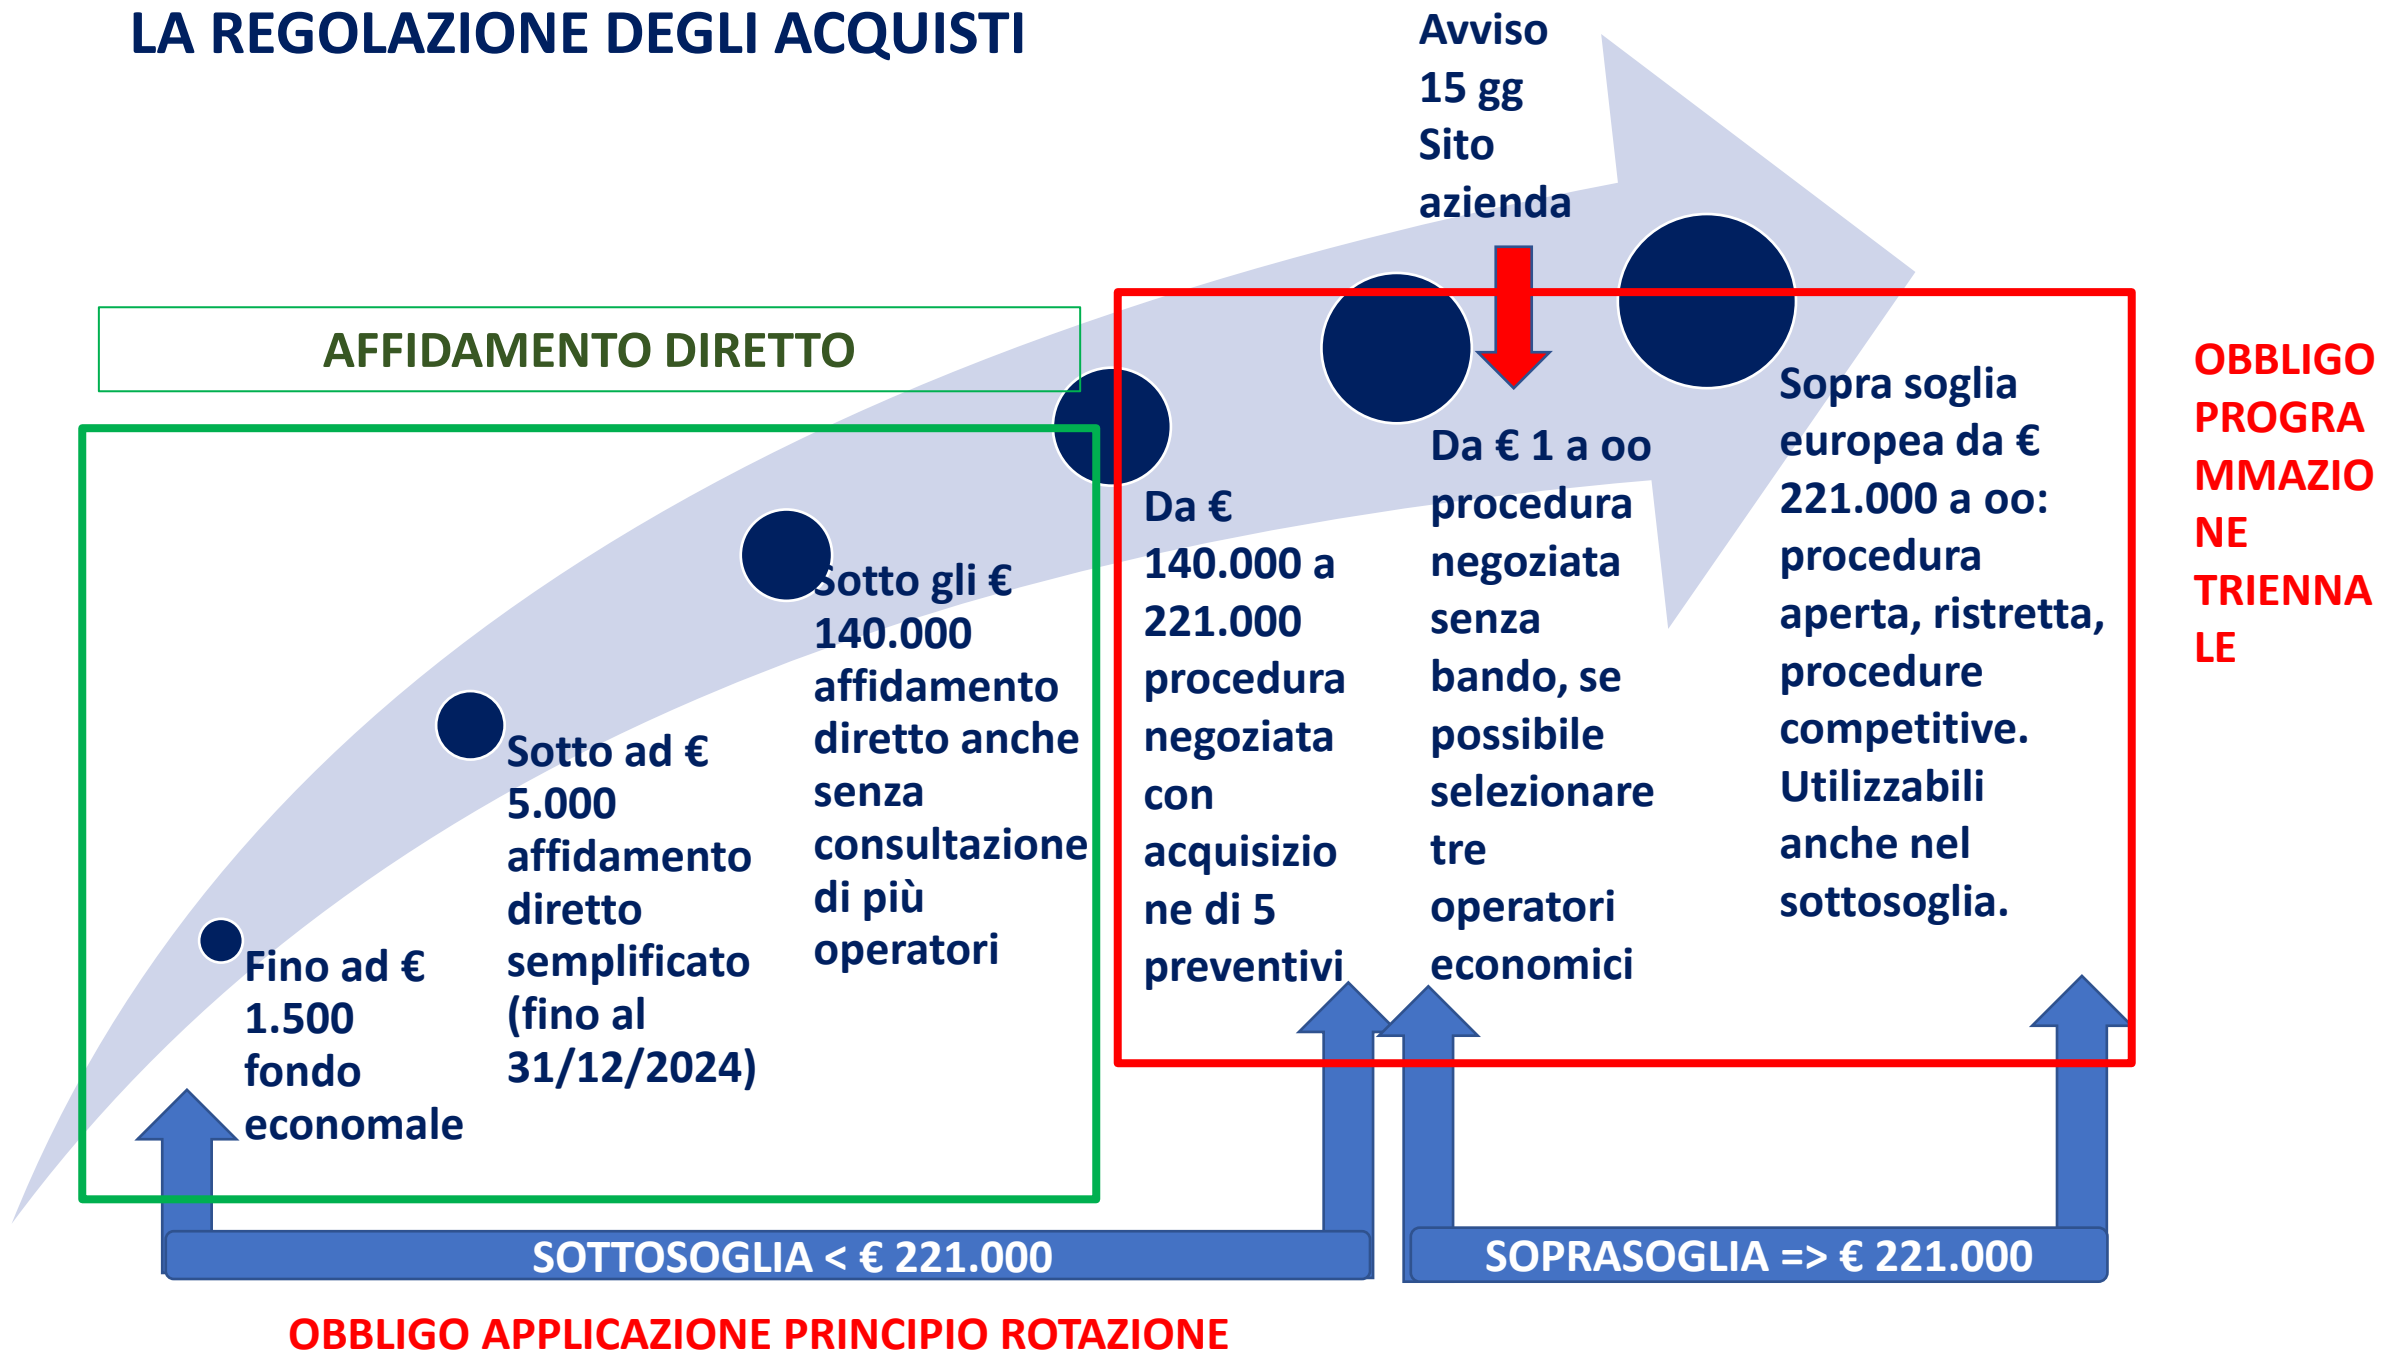 LA REGOLAZIONE DEGLI ACQUISTI
Avviso
15 gg
Sito
azienda
AFFIDAMENTO DIRETTO
Fino ad €
1.500
fondo
economale
Sotto ad €
5.000
affidamento
diretto
semplificato
(fino al
31/12/2024)
Sotto gli €
140.000
affidamento
diretto anche
senza
consultazione
di più
operatori
Da €
140.000 a
221.000
procedura
negoziata
con
acquisizio
ne di 5
preventivi
Da € 1 a oo
procedura
negoziata
senza
bando, se
possibile
selezionare
tre
operatori
economici
Sopra soglia
europea da €
221.000 a oo:
procedura
aperta, ristretta,
procedure
competitive.
Utilizzabili
anche nel
sottosoglia.
OBBLIGO
PROGRA
MMAZIO
NE
TRIENNA
LE
SOTTOSOGLIA < € 221.000
SOPRASOGLIA => € 221.000
OBBLIGO APPLICAZIONE PRINCIPIO ROTAZIONE